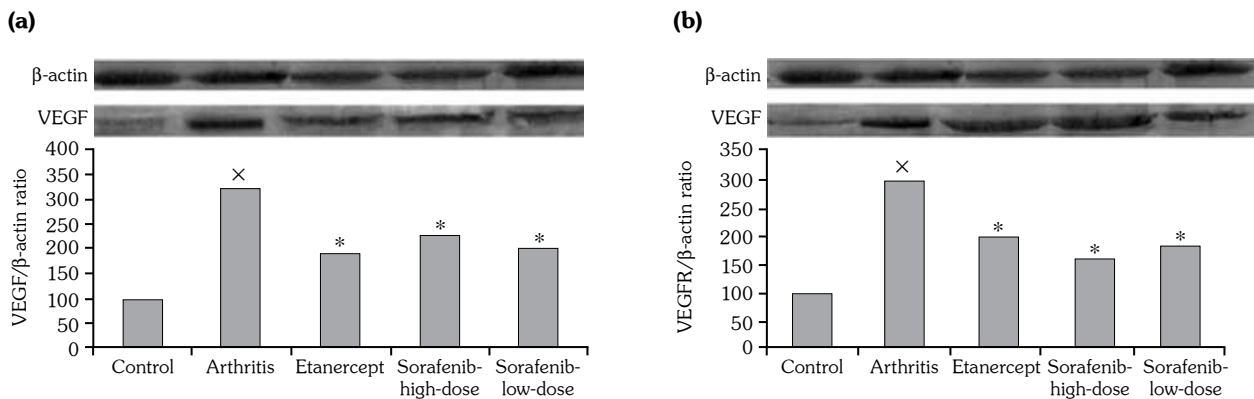 (a)
β-actin
VEGF
VEGF/β-actin ratio
400
350
300
250
200
150
100
50
0
×
*
*
*
Control
Arthritis
Etanercept
Sorafenib-
high-dose
Sorafenib-
low-dose
(b)
β-actin
VEGF
VEGFR/β-actin ratio
350
300
250
200
150
100
50
0
×
*
*
*
Control
Arthritis
Etanercept
Sorafenib-
high-dose
Sorafenib-
low-dose